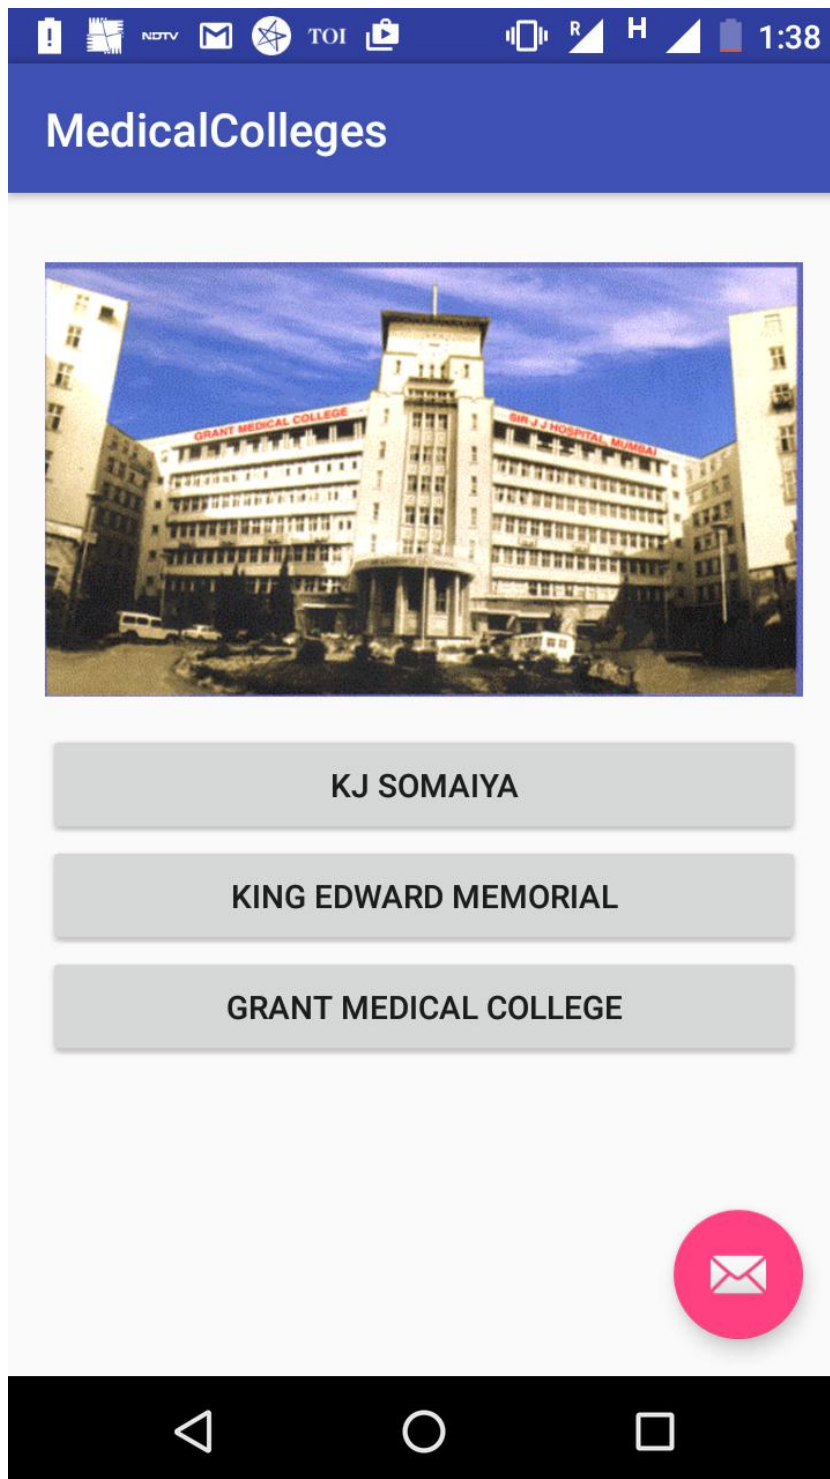 NDTV TOI R H 1:38
MedicalColleges
GRANT MEDICAL COLLEGE SIR J J HOSPITAL, MUMBAI
KJ SOMAIYA
KING EDWARD MEMORIAL
GRANT MEDICAL COLLEGE